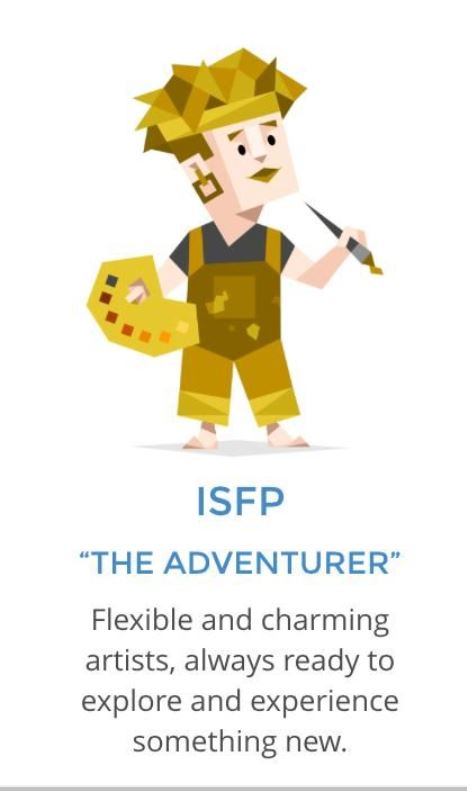 ISFP
“THE ADVENTURER”
Flexible and charming
artists, always ready to
explore and experience
something new.